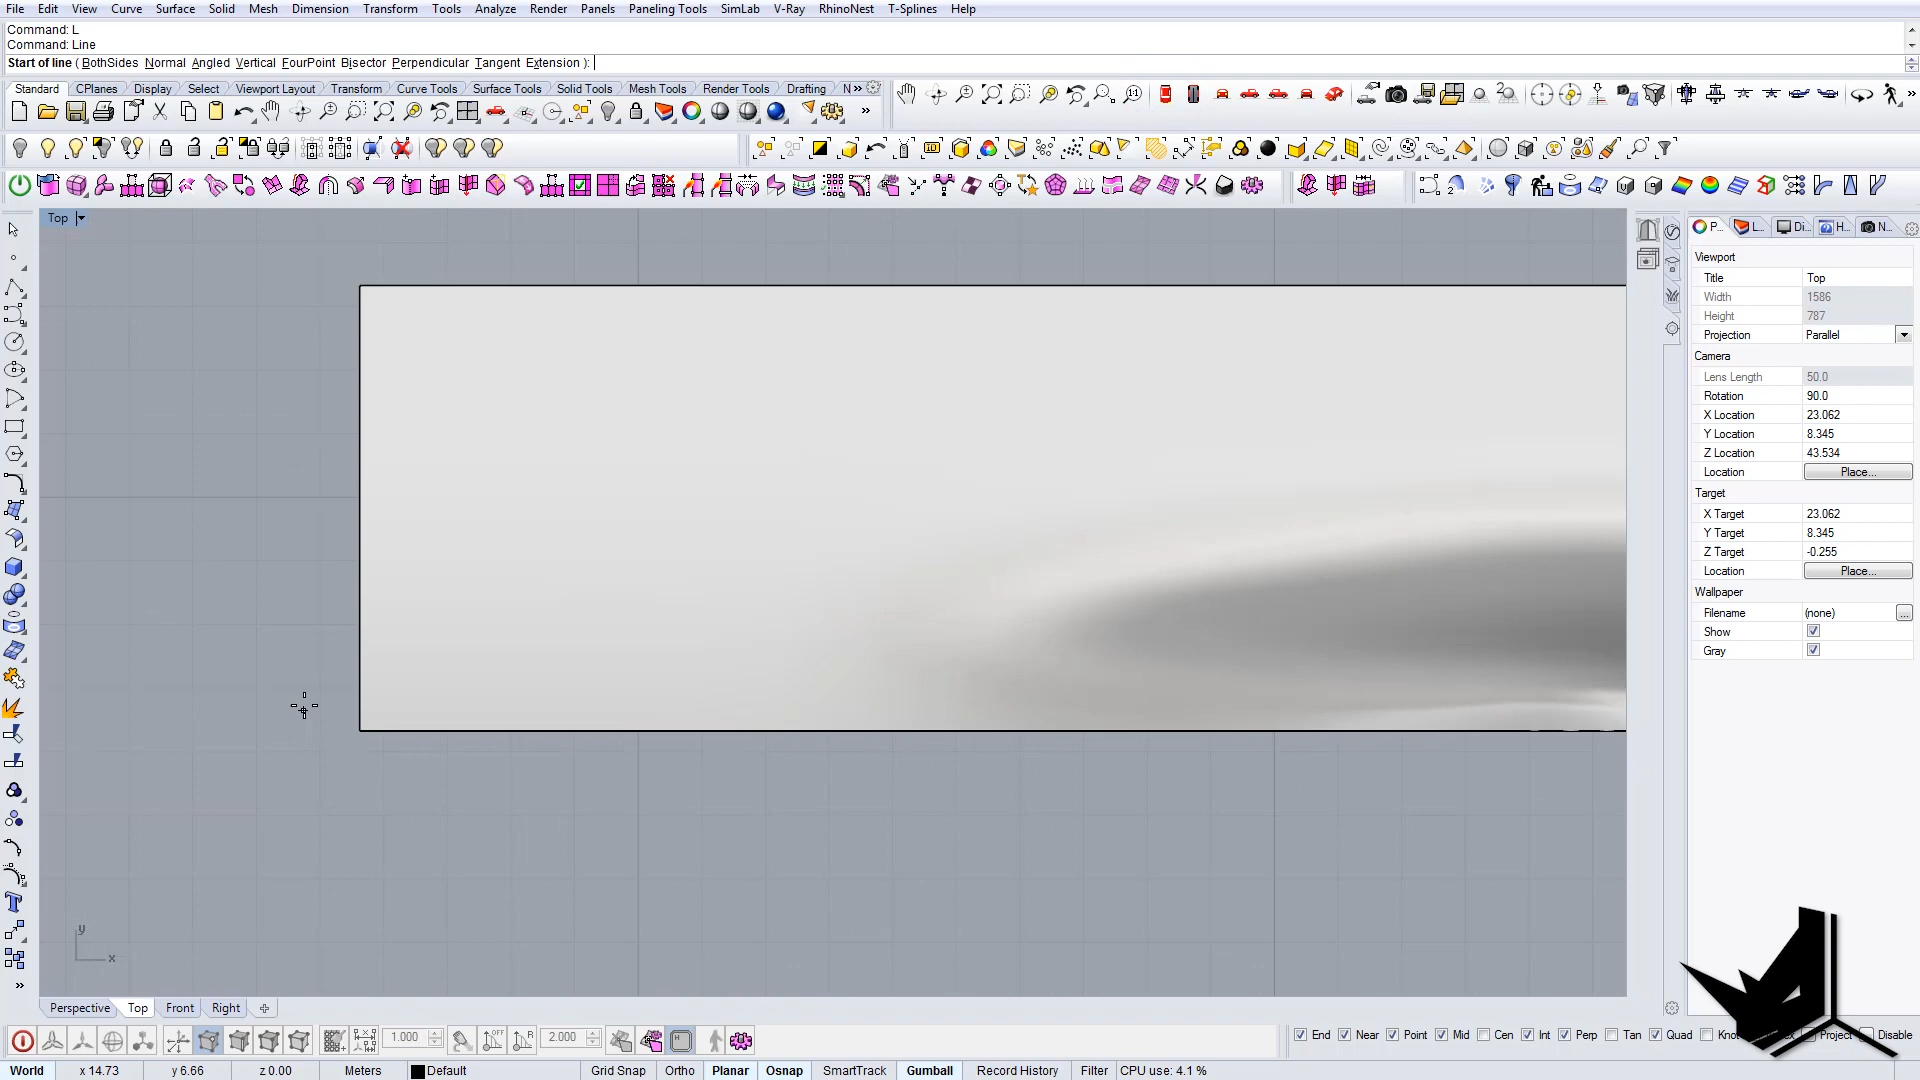 File Edit View Curve Surface Solid Mesh Dimension Transform Tools Analyze Render Panels Paneling Tools SimLab V-Ray RhinoNest T-Splines Help
Command: L
Command: Line
Start of line ( BothSides Normal Angled Vertical FourPoint Bisector Perpendicular Tangent Extension ):
Standard CPlanes Display Select Viewport Layout Transform Curve Tools Surface Tools Solid Tools Mesh Tools Render Tools Drafting N
Top
P... L... Di... H... N...
Viewport
Title Top
Width 1586
Height 787
Projection Parallel
Camera
Lens Length 50.0
Rotation 90.0
X Location 23.062
Y Location 8.345
Z Location 43.534
Location Place...
Target
X Target 23.062
Y Target 8.345
Z Target -0.255
Location Place...
Wallpaper
Filename (none) ...
Show
Gray
y
x
Perspective Top Front Right
1.000 2.000
End Near Point Mid Cen Int Perp Tan Quad Project Disable
World x 14.73 y 6.66 z 0.00 Meters Default Grid Snap Ortho Planar Osnap SmartTrack Gumball Record History Filter CPU use: 4.1 %